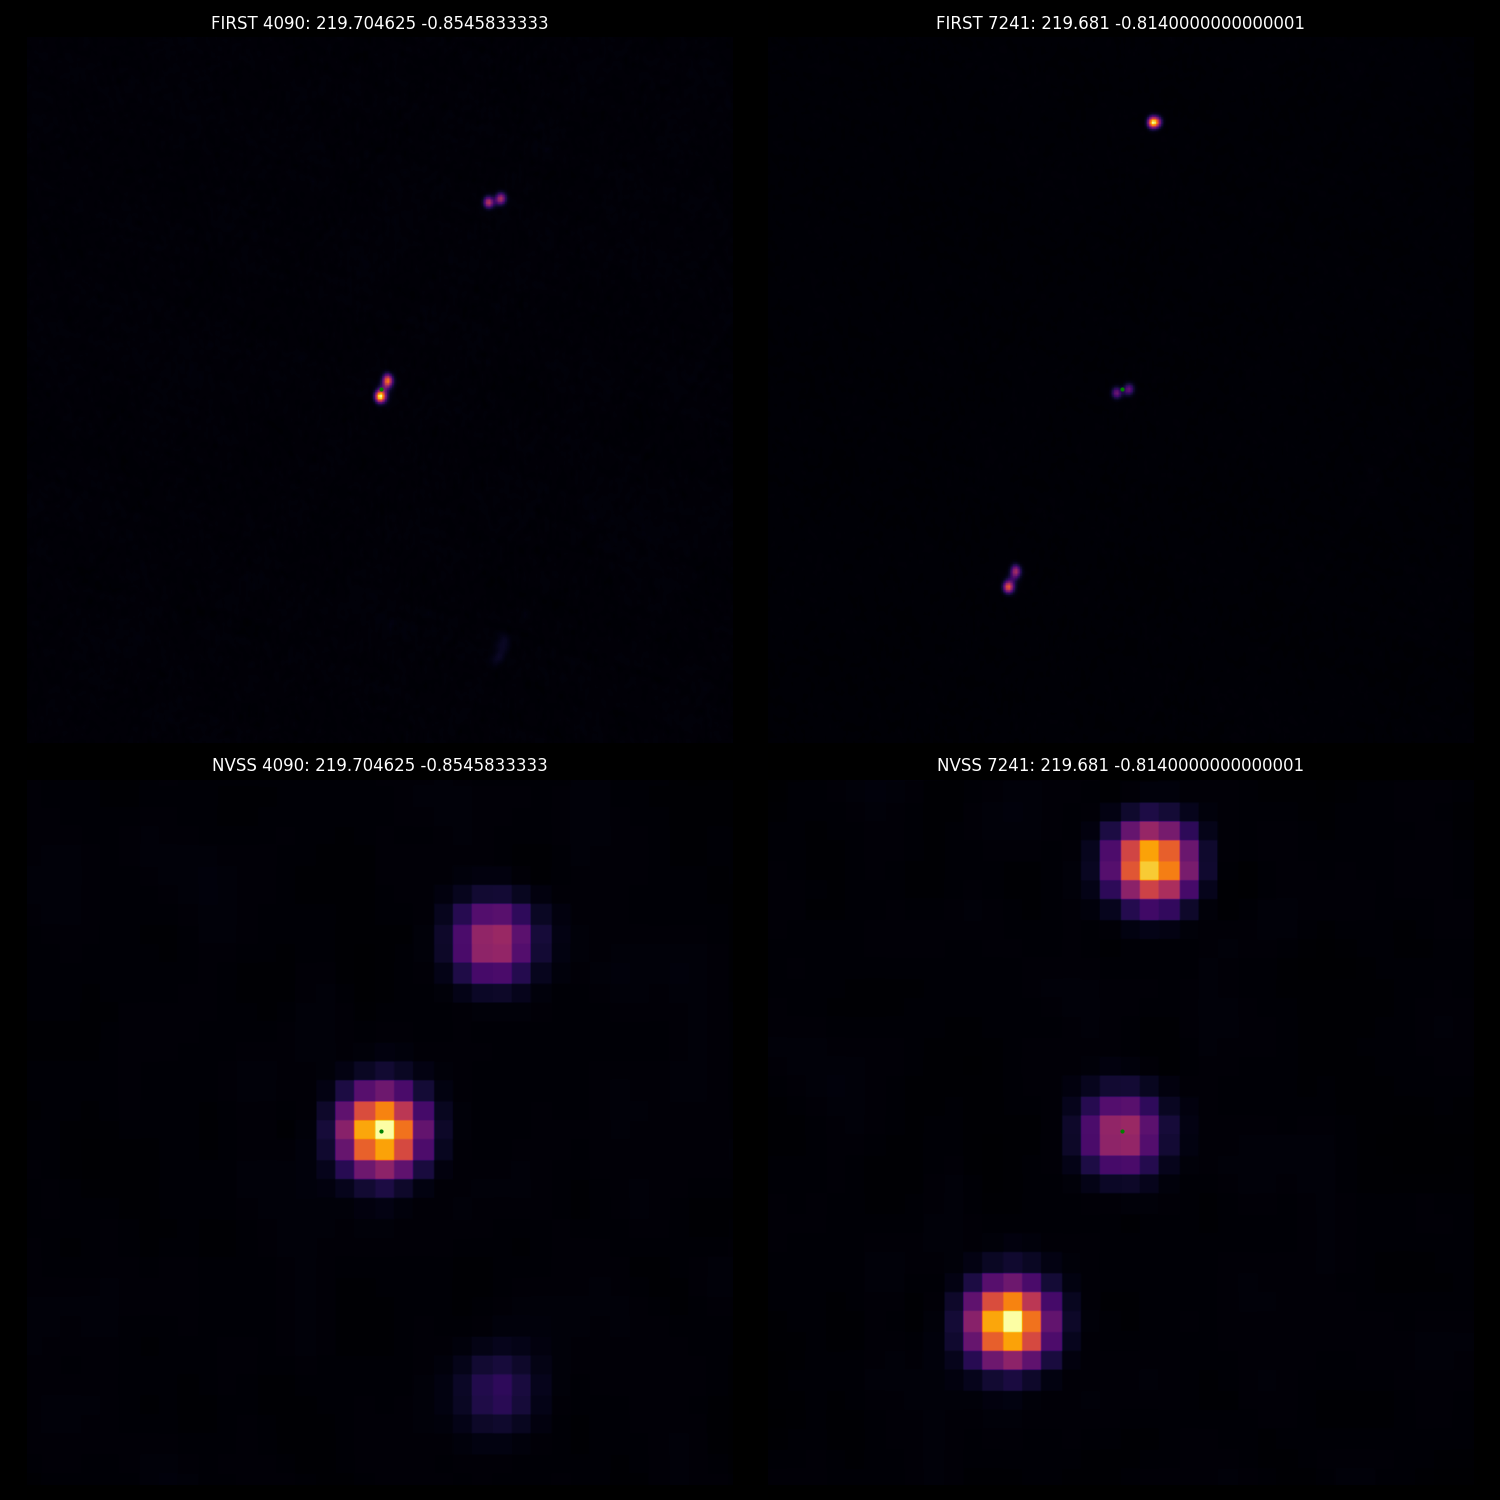 FIRST 4090: 219.704625 -0.8545833333
FIRST 7241: 219.681 -0.8140000000000001
NVSS 4090: 219.704625 -0.8545833333
NVSS 7241: 219.681 -0.8140000000000001